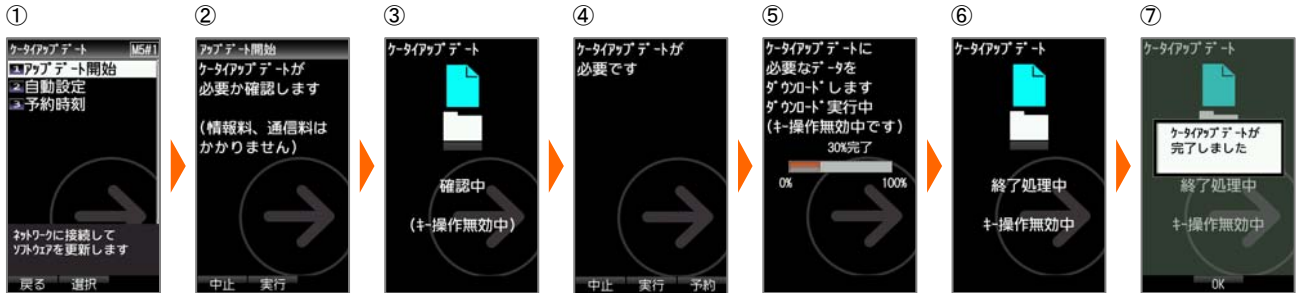 ①
ｹｰﾀｲｱｯﾌﾟﾃﾞｰﾄ M5#1
1 ｱｯﾌﾟﾃﾞｰﾄ開始
2 自動設定
3 予約時刻
ﾈｯﾄﾜｰｸに接続して
ｿﾌﾄｳｪｱを更新します
戻る 選択
②
ｱｯﾌﾟﾃﾞｰﾄ開始
ｹｰﾀｲｱｯﾌﾟﾃﾞｰﾄが
必要か確認します
(情報料、通信料は
かかりません)
中止 実行
③
ｹｰﾀｲｱｯﾌﾟﾃﾞｰﾄ
確認中
(ｷｰ操作無効中)
④
ｹｰﾀｲｱｯﾌﾟﾃﾞｰﾄが
必要です
中止 実行 予約
⑤
ｹｰﾀｲｱｯﾌﾟﾃﾞｰﾄに
必要なﾃﾞｰﾀを
ﾀﾞｳﾝﾛｰﾄﾞします
ﾀﾞｳﾝﾛｰﾄﾞ実行中
(ｷｰ操作無効中です)
30%完了
0% 100%
⑥
ｹｰﾀｲｱｯﾌﾟﾃﾞｰﾄ
終了処理中
ｷｰ操作無効中
⑦
ｹｰﾀｲｱｯﾌﾟﾃﾞｰﾄ
ｹｰﾀｲｱｯﾌﾟﾃﾞｰﾄが
完了しました
終了処理中
ｷｰ操作無効中
OK